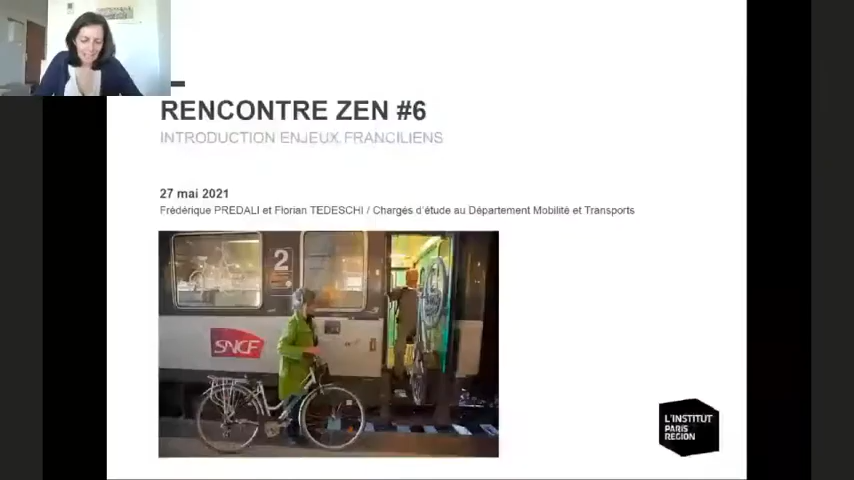 RENCONTRE ZEN #6
INTRODUCTION ENJEUX FRANCILIENS
27 mai 2021
Frédérique PREDALI et Florian TEDESCHI / Chargés d'étude au Département Mobilité et Transports
2
SNCF
L'INSTITUT
PARIS
REGION